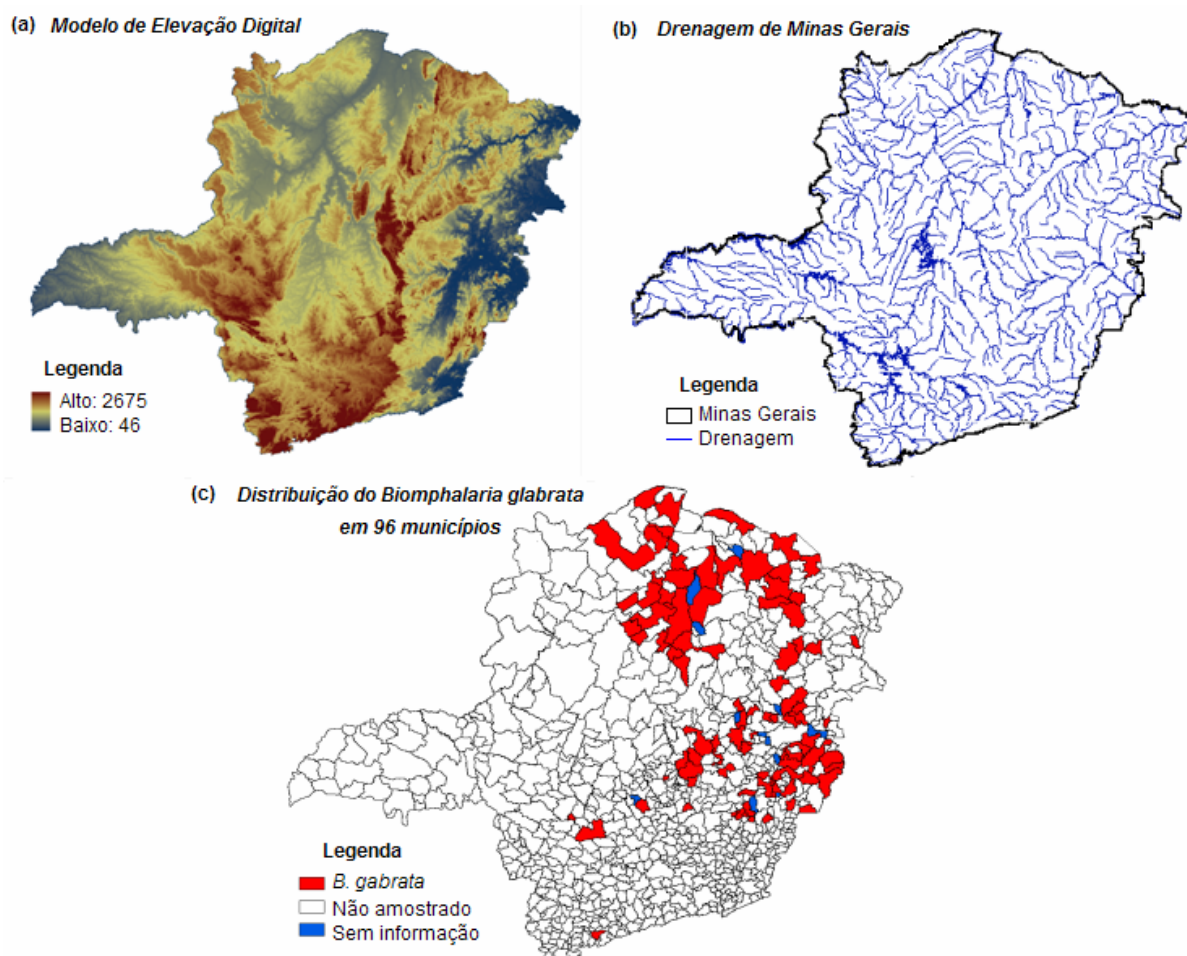 (a) Modelo de Elevação Digital
Legenda
Alto: 2675
Baixo: 46
(b) Drenagem de Minas Gerais
Legenda
Minas Gerais
Drenagem
(c) Distribuição do Biomphalaria glabrata
em 96 municípios
Legenda
B. gabrata
Não amostrado
Sem informação